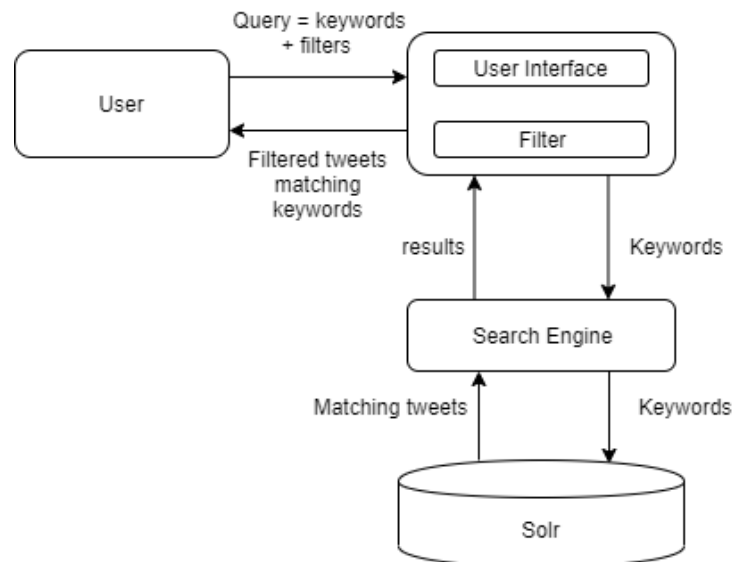 Query = keywords
+ filters
User Interface
User
Filter
Filtered tweets
matching
keywords
results
Keywords
Search Engine
Matching tweets
Keywords
Solr